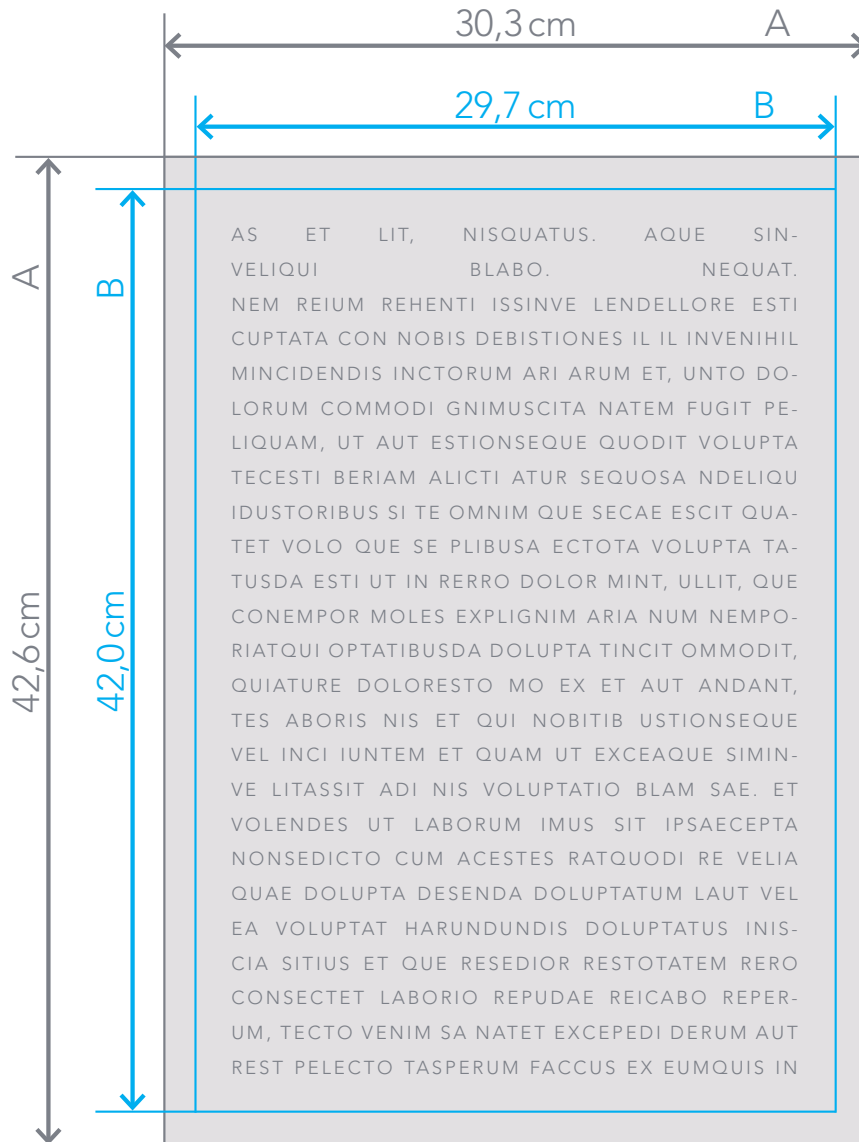 30,3 cm A
29,7 cm B
A
B
42,6 cm
42,0 cm
AS ET LIT, NISQUATUS. AQUE SIN-
VELIQUI BLABO. NEQUAT.
NEM REIUM REHENTI ISSINVE LENDELLORE ESTI
CUPTATA CON NOBIS DEBISTIONES IL IL INVENIHIL
MINCIDENDIS INCTORUM ARI ARUM ET, UNTO DO-
LORUM COMMODI GNIMUSCITA NATEM FUGIT PE-
LIQUAM, UT AUT ESTIONSEQUE QUODIT VOLUPTA
TECESTI BERIAM ALICTI ATUR SEQUOSA NDELIQU
IDUSTORIBUS SI TE OMNIM QUE SECAE ESCIT QUA-
TET VOLO QUE SE PLIBUSA ECTOTA VOLUPTA TA-
TUSDA ESTI UT IN RERRO DOLOR MINT, ULLIT, QUE
CONEMPOR MOLES EXPLIGNIM ARIA NUM NEMPO-
RIATQUI OPTATIBUSDA DOLUPTA TINCIT OMMODIT,
QUIATURE DOLORESTO MO EX ET AUT ANDANT,
TES ABORIS NIS ET QUI NOBITIB USTIONSEQUE
VEL INCI IUNTEM ET QUAM UT EXCEAQUE SIMIN-
VE LITASSIT ADI NIS VOLUPTATIO BLAM SAE. ET
VOLENDES UT LABORUM IMUS SIT IPSAECEPTA
NONSEDICTO CUM ACESTES RATQUODI RE VELIA
QUAE DOLUPTA DESENDA DOLUPTATUM LAUT VEL
EA VOLUPTAT HARUNDUNDIS DOLUPTATUS INIS-
CIA SITIUS ET QUE RESEDIOR RESTOTATEM RERO
CONSECTET LABORIO REPUDAE REICABO REPER-
UM, TECTO VENIM SA NATET EXCEPEDI DERUM AUT
REST PELECTO TASPERUM FACCUS EX EUMQUIS IN